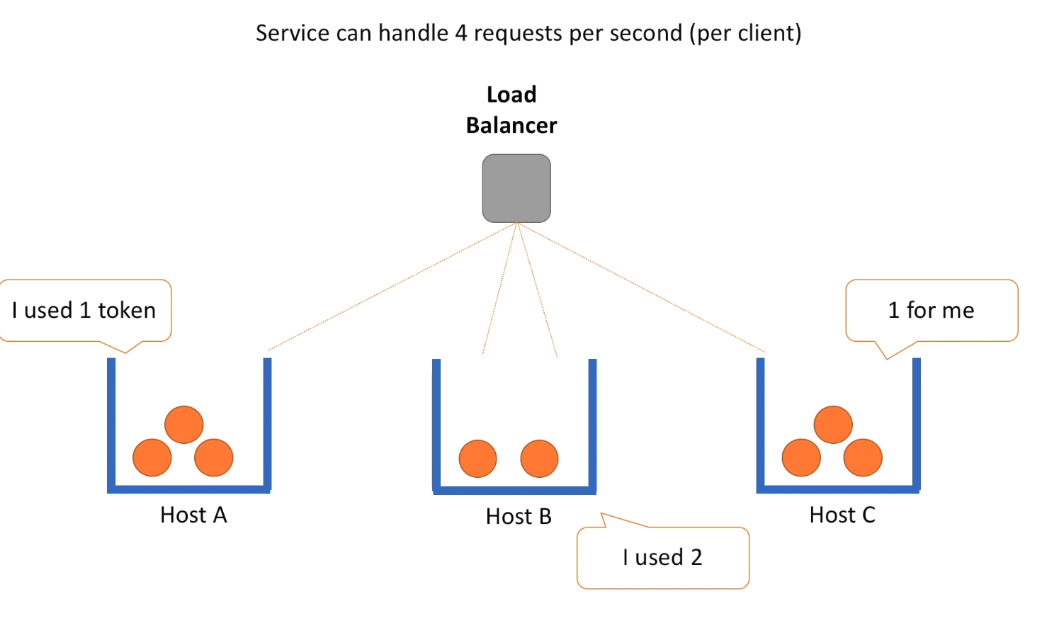 Service can handle 4 requests per second (per client)
Load
Balancer
I used 1 token
1 for me
Host A
Host B
Host C
I used 2